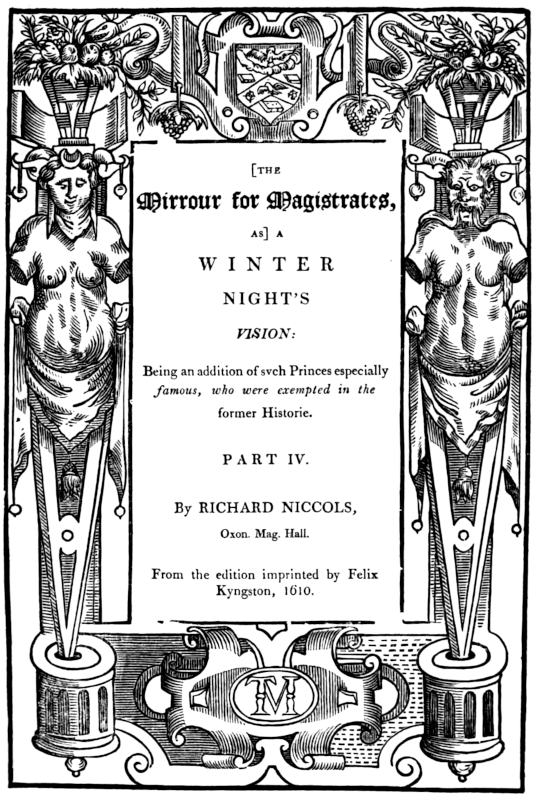 [THE
Mirrour for Magistrates,
AS] A
WINTER
NIGHT'S
VISION:
Being an addition of svch Princes especially
famous, who were exempted in the
former Historie.
PART IV.
By RICHARD NICCOLS,
Oxon. Mag. Hall.
From the edition imprinted by Felix
Kyngston, 1610.
TM